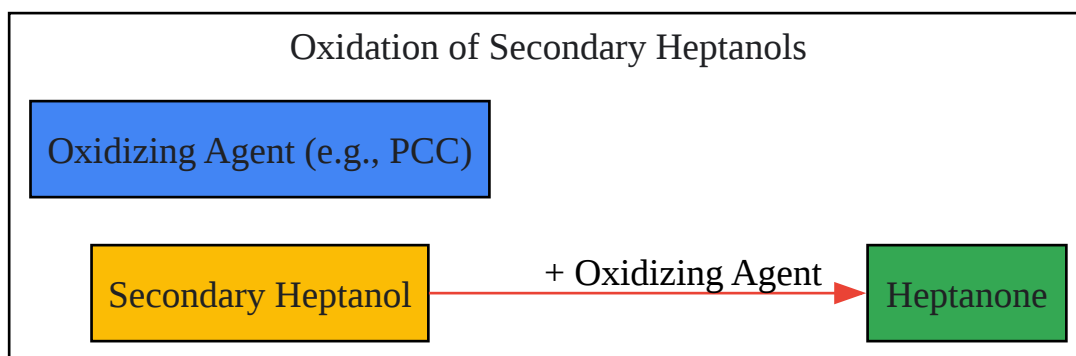 Oxidation of Secondary Heptanols
Oxidizing Agent (e.g., PCC)
Secondary Heptanol
+ Oxidizing Agent
Heptanone